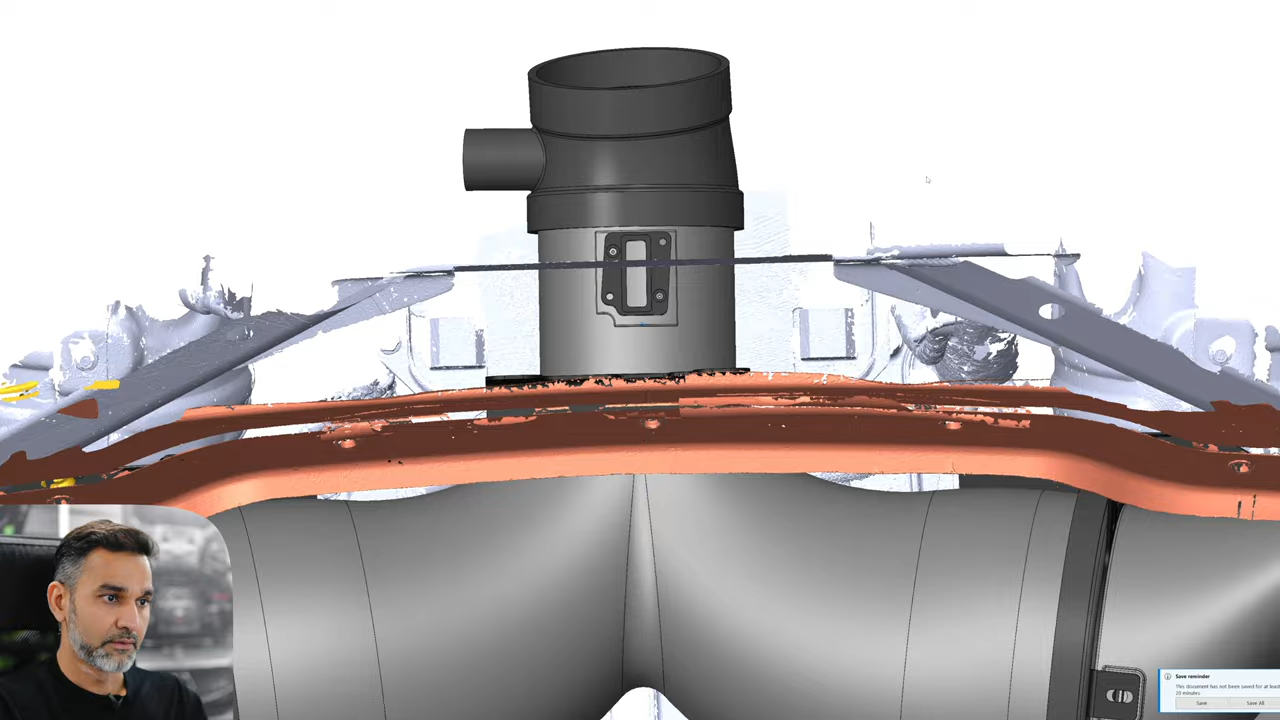 Save reminder
This document has not been saved for at least
20 minutes
Save
Save All